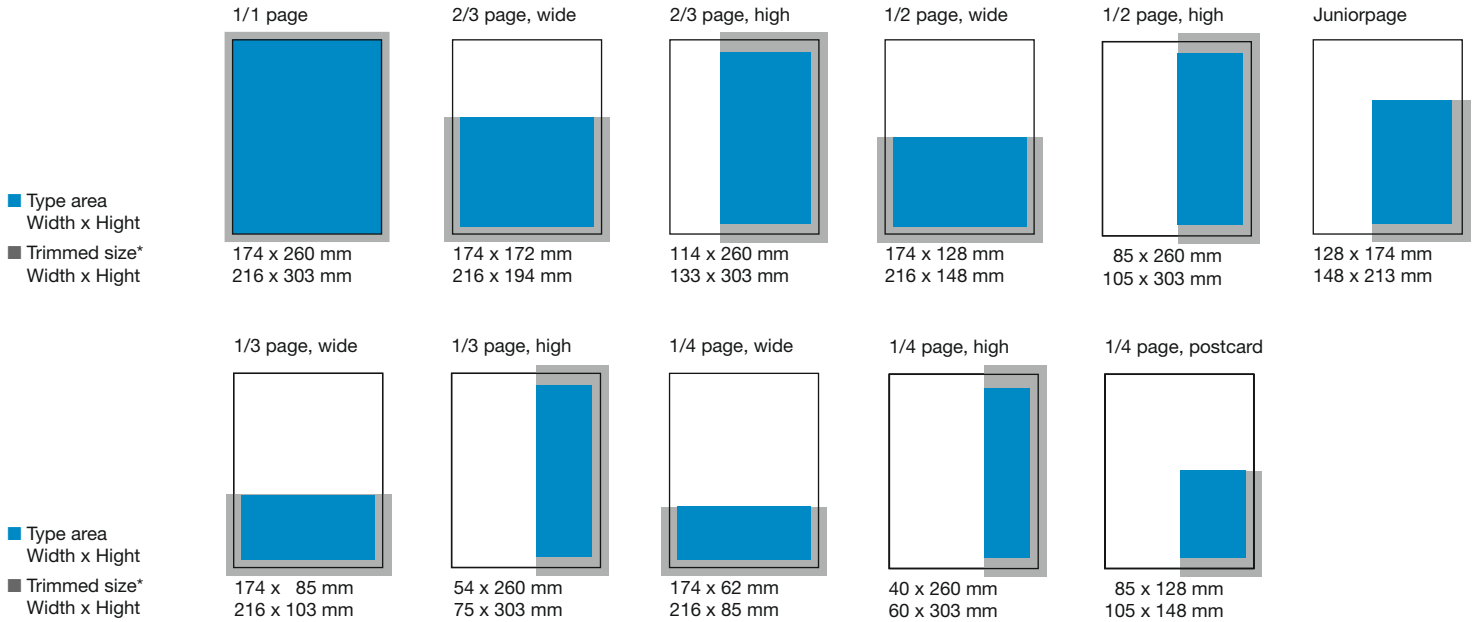 1/1 page
2/3 page, wide
2/3 page, high
1/2 page, wide
1/2 page, high
Juniorpage
Type area
Width x Hight
Trimmed size*
Width x Hight
174 x 260 mm
216 x 303 mm
174 x 172 mm
216 x 194 mm
114 x 260 mm
133 x 303 mm
174 x 128 mm
216 x 148 mm
85 x 260 mm
105 x 303 mm
128 x 174 mm
148 x 213 mm
1/3 page, wide
1/3 page, high
1/4 page, wide
1/4 page, high
1/4 page, postcard
Type area
Width x Hight
Trimmed size*
Width x Hight
174 x 85 mm
216 x 103 mm
54 x 260 mm
75 x 303 mm
174 x 62 mm
216 x 85 mm
40 x 260 mm
60 x 303 mm
85 x 128 mm
105 x 148 mm